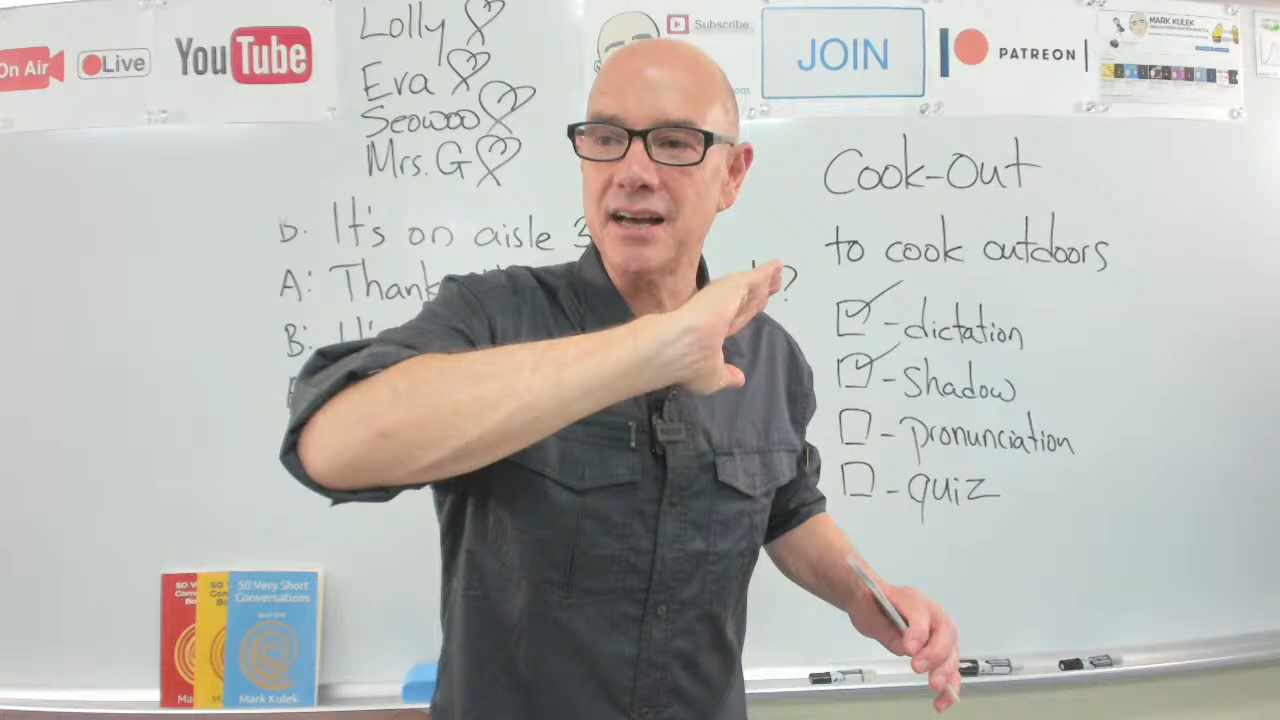 On Air
Live
YouTube
Lolly
Eva
Seowoo
Mrs. G
Subscribe
JOIN
PATREON
MARK KULEK
D: It's on aisle 3
A: Thank
B:
Cook-Out
to cook outdoors
- dictation
- Shadow
- pronunciation
- quiz
50 Very Short
Conversations
Mark Kulek